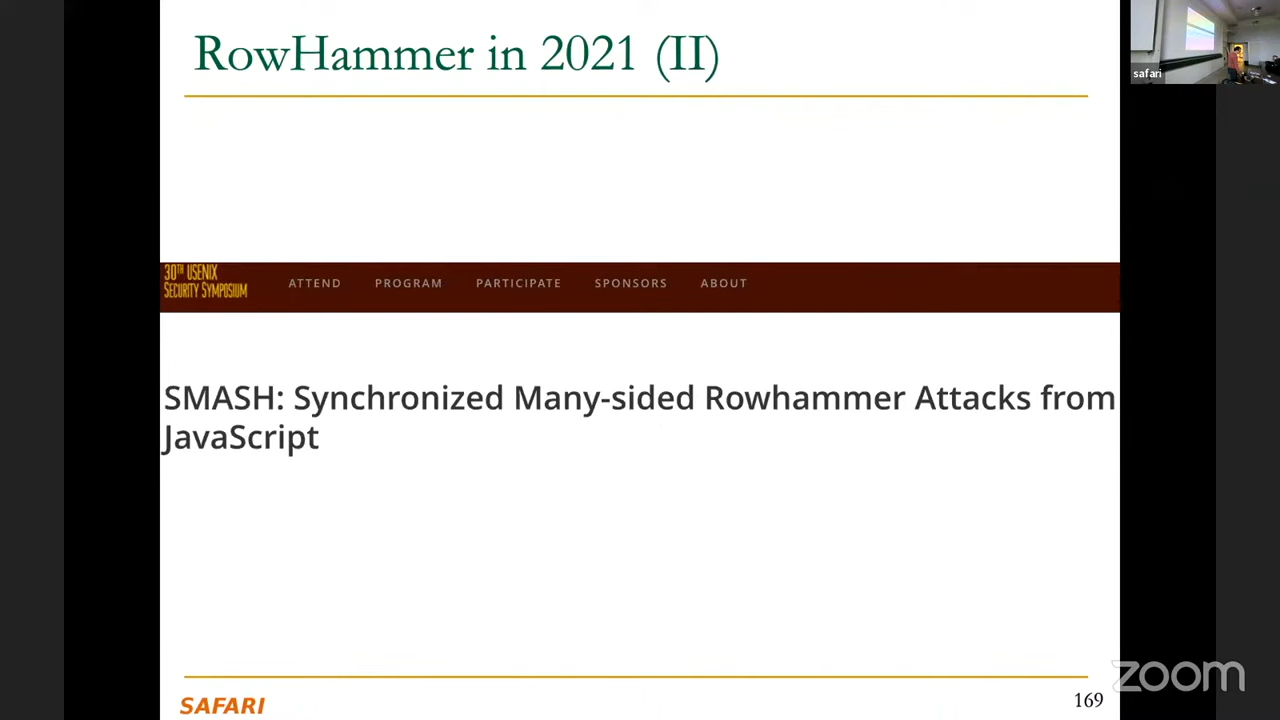 RowHammer in 2021 (II)
safari
30TH USENIX
SECURITY SYMPOSIUM
ATTEND PROGRAM PARTICIPATE SPONSORS ABOUT
SMASH: Synchronized Many-sided Rowhammer Attacks from
JavaScript
SAFARI
169
zoom